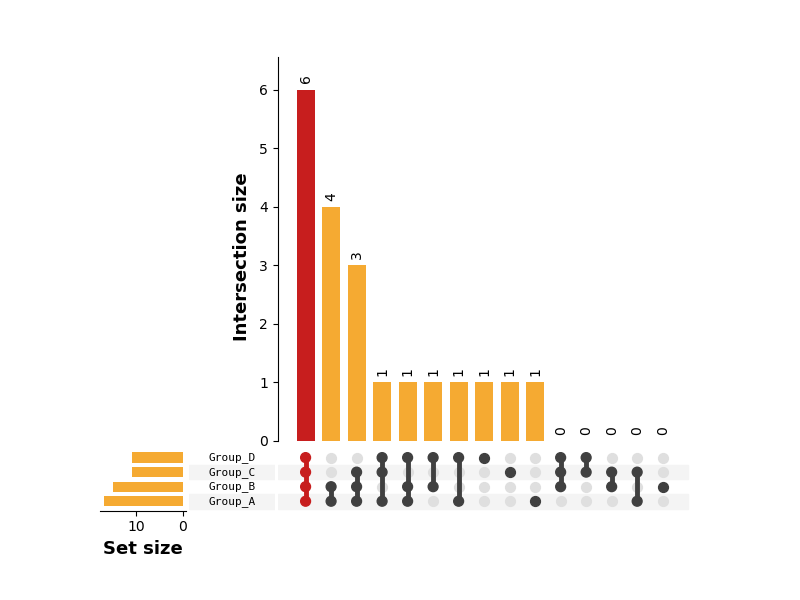 6
4
3
1 1 1 1 1 1 1
0 0 0 0 0
6
5
4
3
2
1
0
Intersection size
Group_D
Group_C
Group_B
Group_A
10 0
Set size